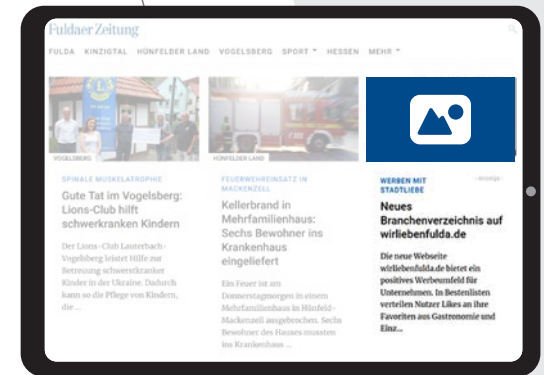 Fuldaer Zeitung
FULDA KINZIGTAL HÜNFELDER LAND VOGELSBERG SPORT HESSEN MEHR
VOGELSBERG
SPINALE MUSKELATROPHIE
Gute Tat im Vogelsberg:
Lions-Club hilft
schwerkranken Kindern
Der Lions-Club Lauterbach-
Vogelsberg leistet Hilfe zur
Betreuung schwerstkranker
Kinder in der Ukraine. Dadurch
kann so die Pflege von Kindern,
die ...
HÜNFELDER LAND
FEUERWEHREINSATZ IN
MACKENZELL
Kellerbrand in
Mehrfamilienhaus:
Sechs Bewohner ins
Krankenhaus
eingeliefert
Ein Feuer ist am
Donnerstagmorgen in einem
Mehrfamilienhaus in Hünfeld-
Mackenzell ausgebrochen. Sechs
Bewohner des Hauses mussten
ins Krankenhaus ...
WERBEN MIT
STADTLIEBE
- Anzeige -
Neues
Branchenverzeichnis auf
wirliebenfulda.de
Die neue Webseite
wirliebenfulda.de bietet ein
positives Werbeumfeld für
Unternehmen. In Bestenlisten
verteilen Nutzer Likes an ihre
Favoriten aus Gastronomie und
Einz...